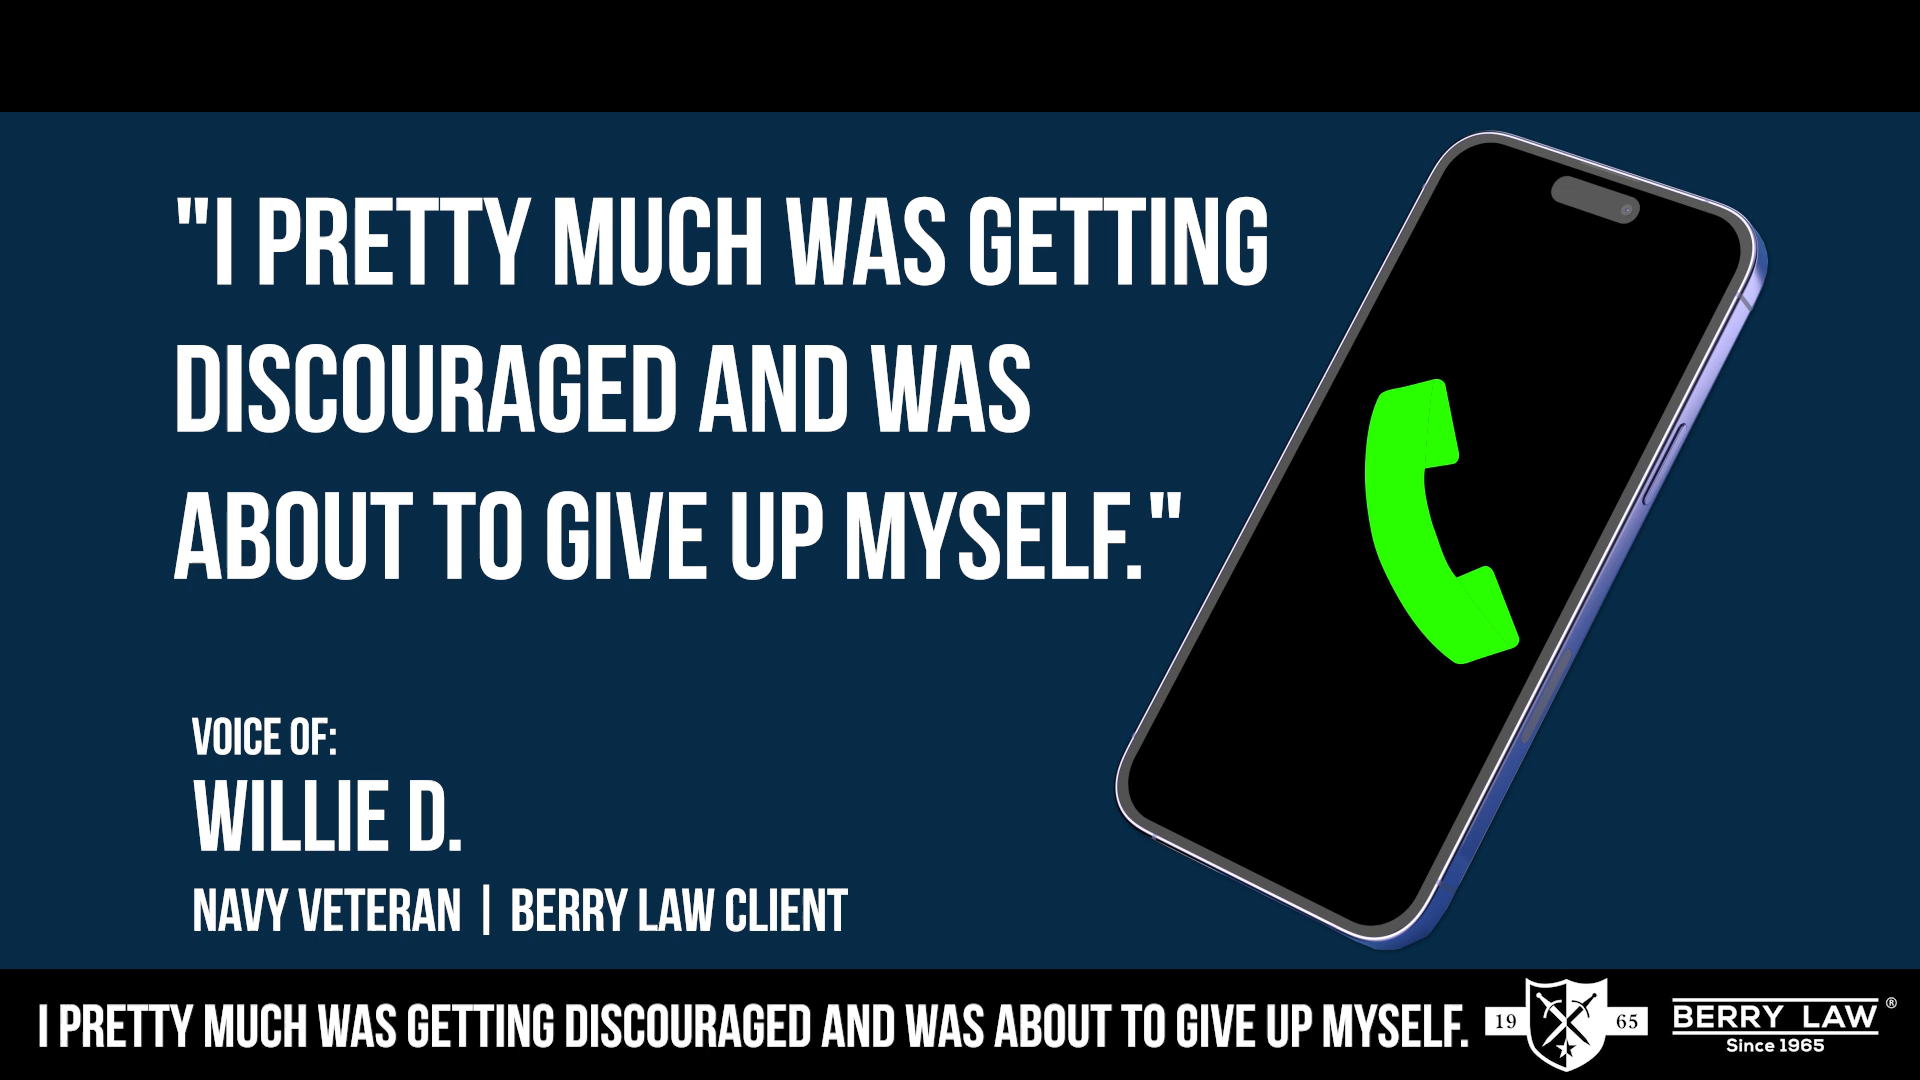 "I PRETTY MUCH WAS GETTING
DISCOURAGED AND WAS
ABOUT TO GIVE UP MYSELF."
VOICE OF:
WILLIE D.
NAVY VETERAN | BERRY LAW CLIENT
I PRETTY MUCH WAS GETTING DISCOURAGED AND WAS ABOUT TO GIVE UP MYSELF.
19 65
BERRY LAW®
Since 1965